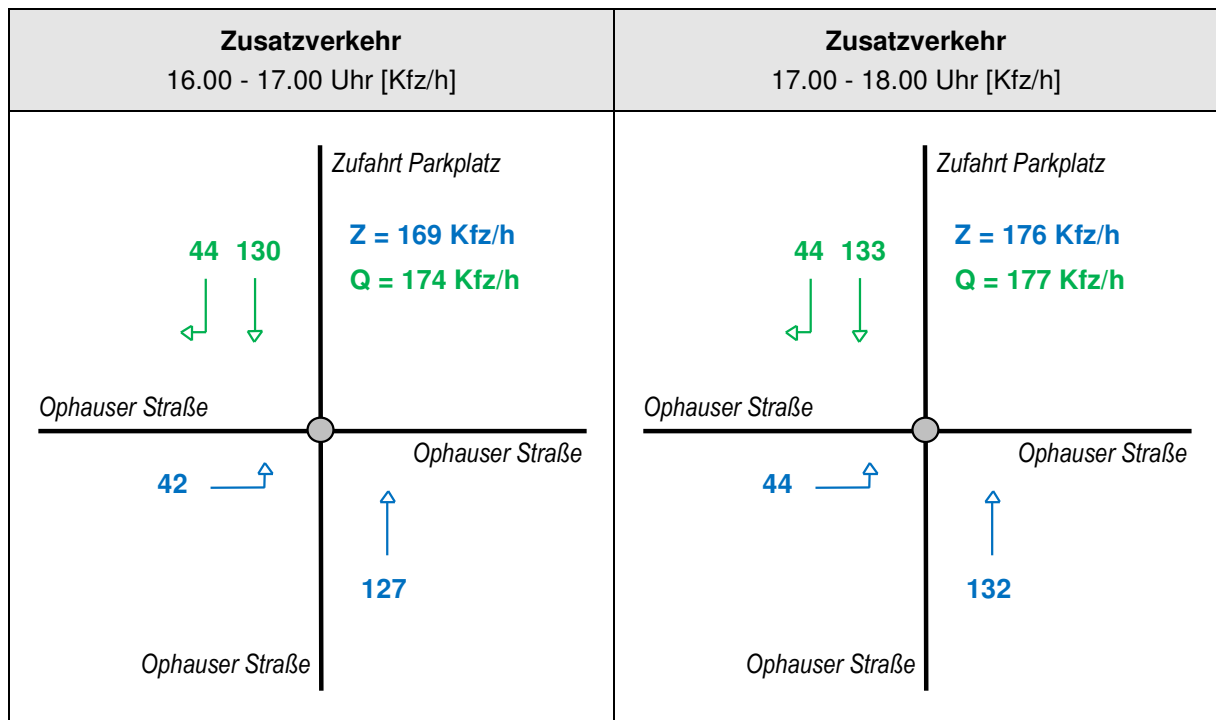 Zusatzverkehr
16.00 - 17.00 Uhr [Kfz/h]
Zufahrt Parkplatz
Z = 169 Kfz/h
44 130
Q = 174 Kfz/h
Ophauser Straße
Ophauser Straße
42
127
Ophauser Straße
Zusatzverkehr
17.00 - 18.00 Uhr [Kfz/h]
Zufahrt Parkplatz
Z = 176 Kfz/h
44 133
Q = 177 Kfz/h
Ophauser Straße
Ophauser Straße
44
132
Ophauser Straße